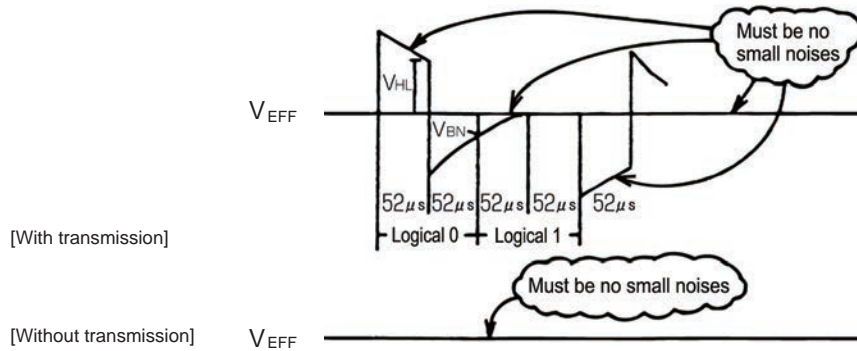 Must be no
small noises
VHL
VEFF
VBN
52μs 52μs 52μs 52μs 52μs
[With transmission]
Logical 0 Logical 1
Must be no small noises
[Without transmission]
VEFF